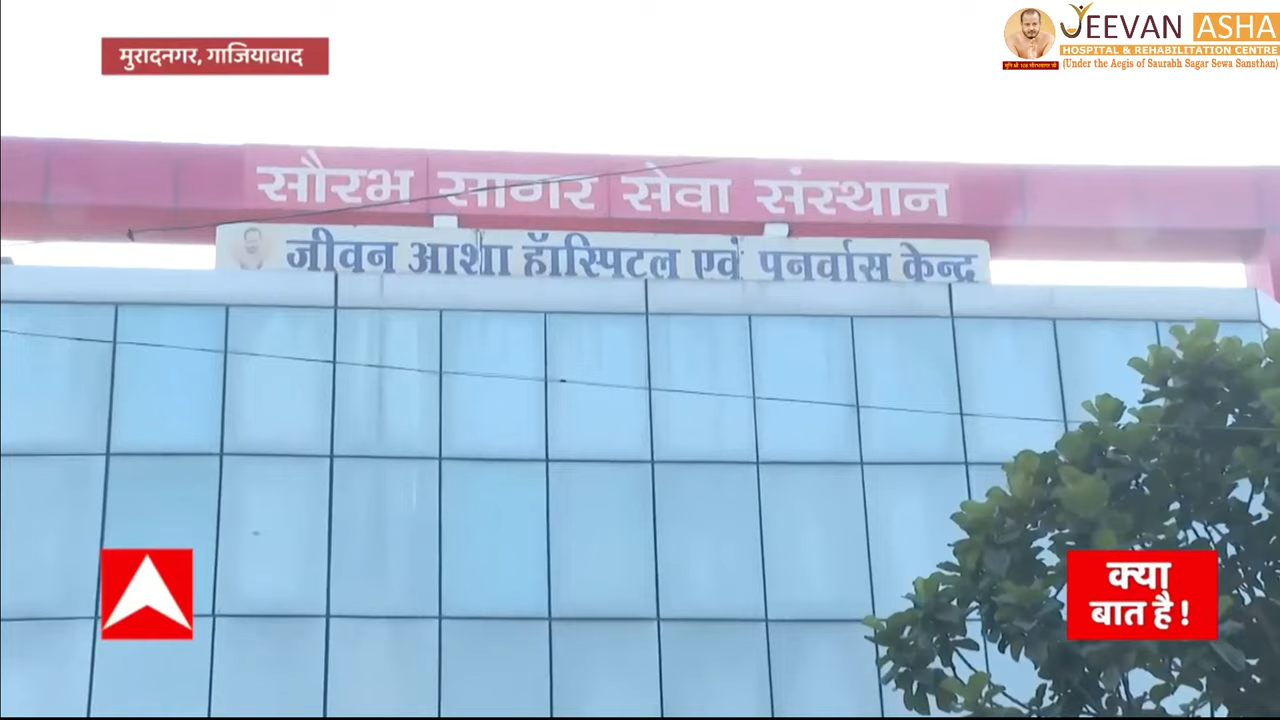 मुरादनगर, गाजियाबाद
JEEVAN ASHA
HOSPITAL & REHABILITATION CENTRE
(Under the Aegis of Saurabh Sagar Sewa Sansthan)
सौरभ सागर सेवा संस्थान
जीवन आशा हॉस्पिटल एवं पुनर्वास केन्द्र
क्या
बात है !